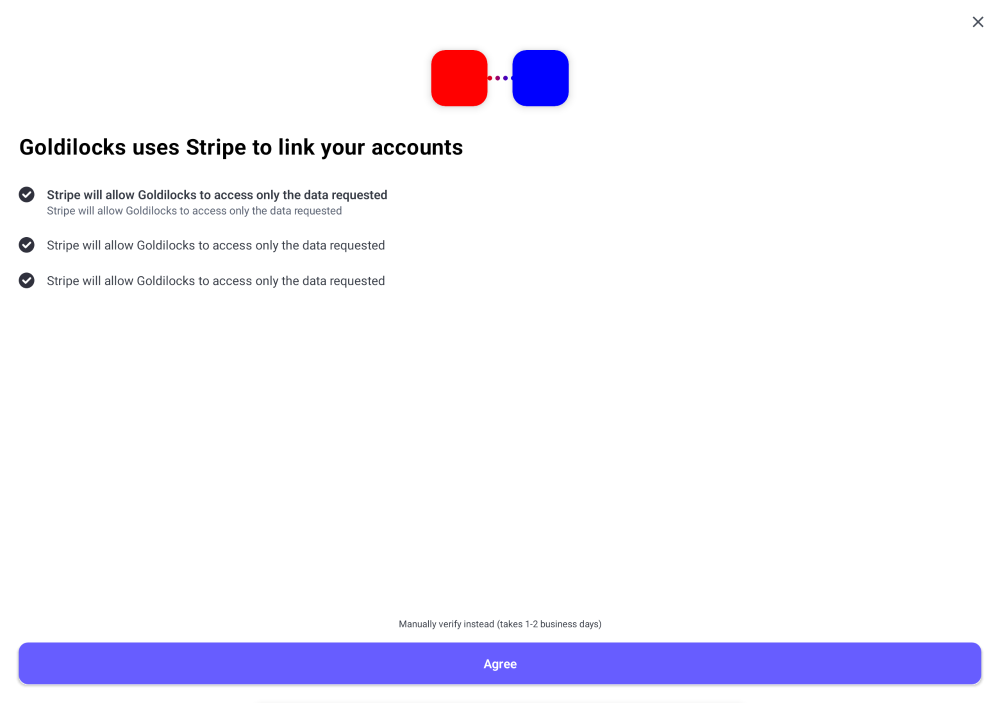 Goldilocks uses Stripe to link your accounts
Stripe will allow Goldilocks to access only the data requested
Stripe will allow Goldilocks to access only the data requested
Stripe will allow Goldilocks to access only the data requested
Stripe will allow Goldilocks to access only the data requested
Manually verify instead (takes 1-2 business days)
Agree